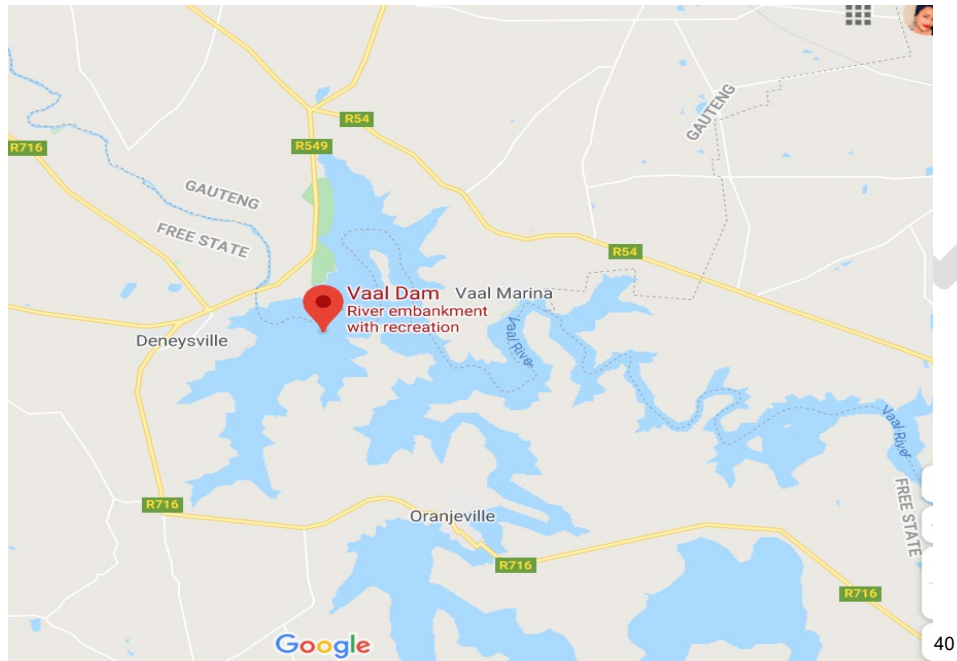 R54
R549
R716
GAUTENG
GAUTENG
FREE STATE
R54
Vaal Dam
River embankment
with recreation
Vaal Marina
Deneysville
Vaal River
Vaal River
FREE STATE
R716
Oranjeville
R716
R716
Google
40